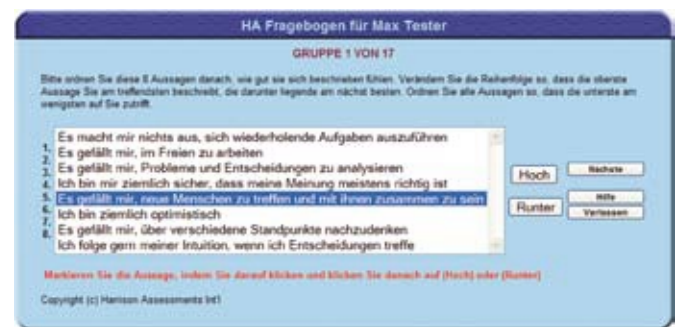 HA Fragebogen für Max Tester
GRUPPE 1 VON 17
Bitte ordnen Sie diese 8 Aussagen danach, wie gut sie sich beschrieben fühlen. Verändern Sie die Reihenfolge so, dass die oberste
Aussage Sie am treffendsten beschreibt, die darunter liegende am nächst besten. Ordnen Sie alle Aussagen so, dass die unterste am
wenigsten auf Sie zutrifft.
1. Es macht mir nichts aus, sich wiederholende Aufgaben auszuführen
2. Es gefällt mir, im Freien zu arbeiten
3. Es gefällt mir, Probleme und Entscheidungen zu analysieren
4. Ich bin mir ziemlich sicher, dass meine Meinung meistens richtig ist
5. Es gefällt mir, neue Menschen zu treffen und mit ihnen zusammen zu sein
6. Ich bin ziemlich optimistisch
7. Es gefällt mir, über verschiedene Standpunkte nachzudenken
8. Ich folge gern meiner Intuition, wenn ich Entscheidungen treffe
Hoch
Nächste
Runter
Hilfe
Verlassen
Markieren Sie die Aussage, indem Sie darauf klicken und klicken Sie danach auf (Hoch) oder (Runter)
Copyright (c) Harrison Assessments Int'l